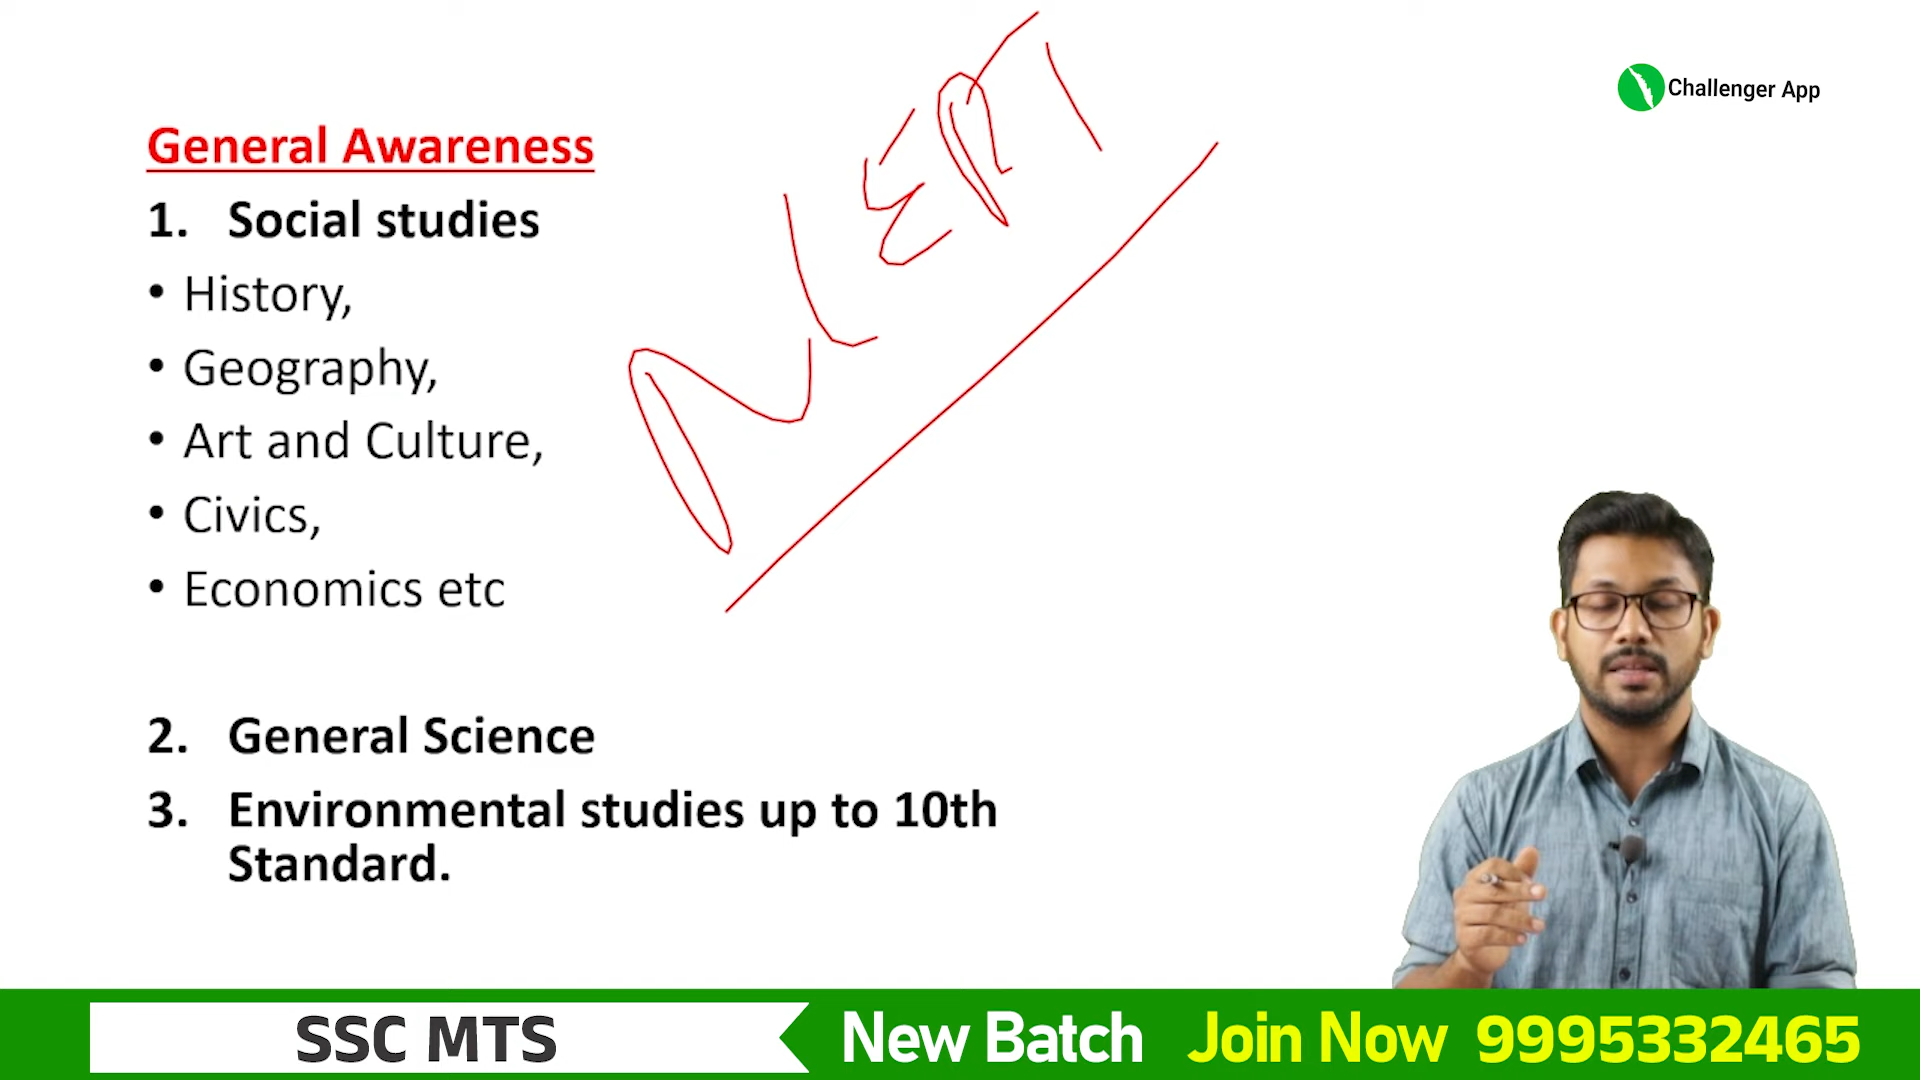 Challenger App
General Awareness
1. Social studies
• History,
• Geography,
• Art and Culture,
• Civics,
• Economics etc
NCERT
2. General Science
3. Environmental studies up to 10th
Standard.
SSC MTS
New Batch Join Now 9995332465